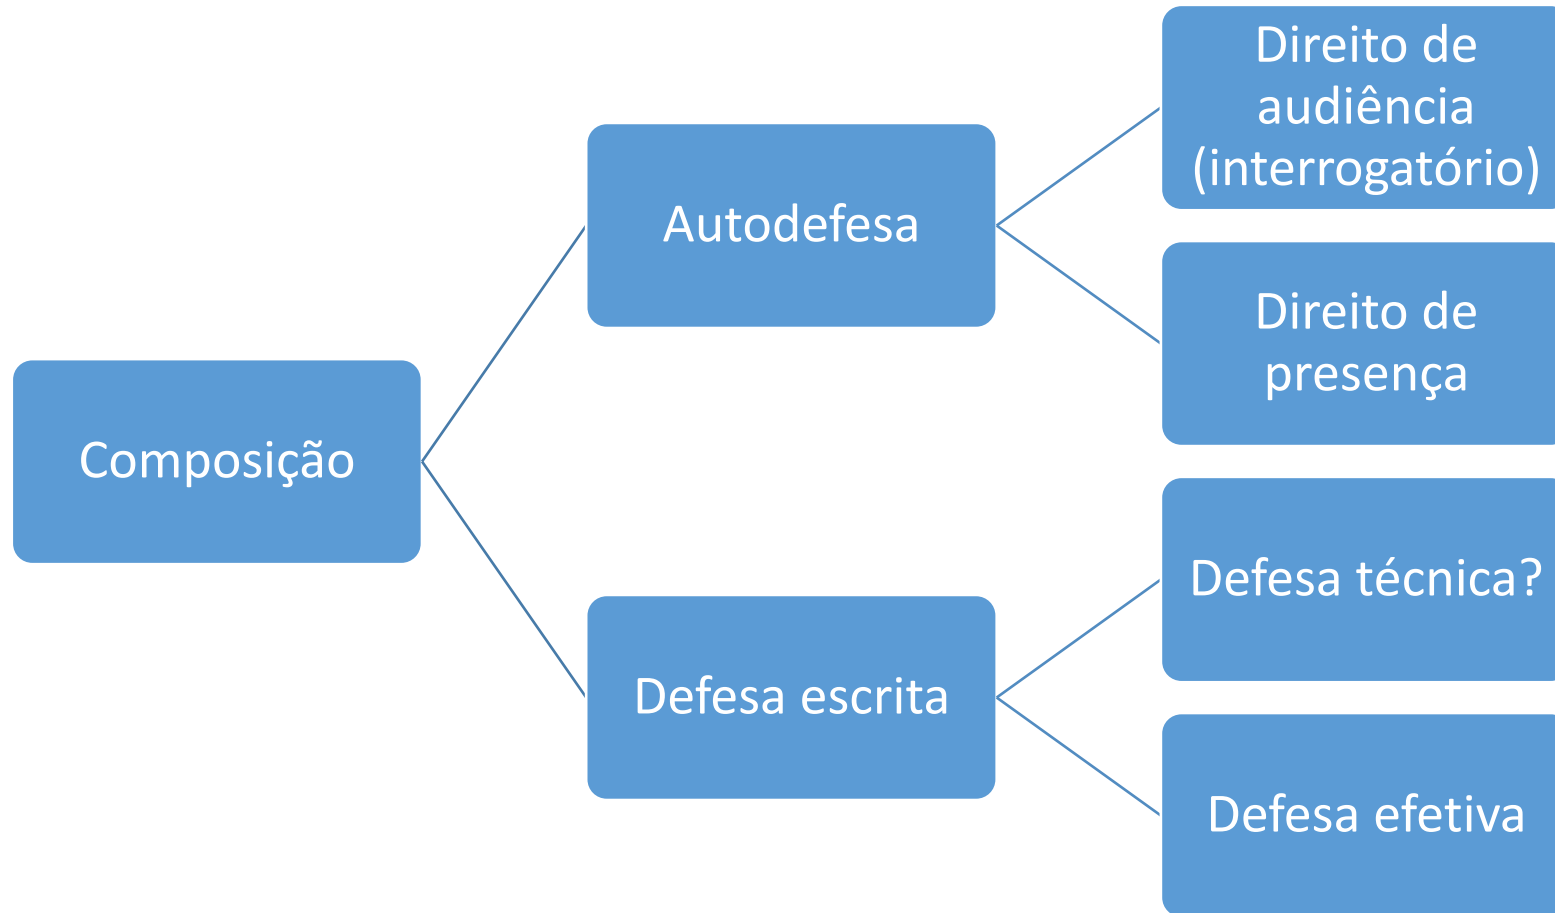 Composição
Autodefesa
Direito de
audiência
(interrogatório)
Direito de
presença
Defesa escrita
Defesa técnica?
Defesa efetiva